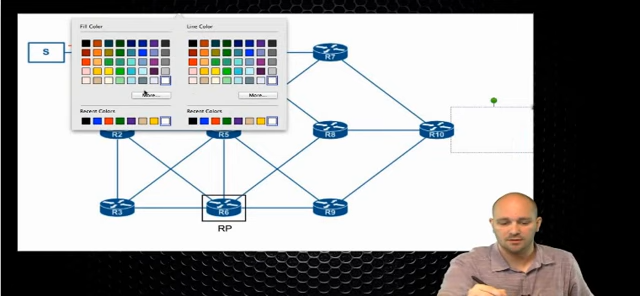 Fill Color
Line Color
S
R7
More...
More...
Recent Colors
Recent Colors
R2
R5
R8
R10
R3
R6
R9
RP